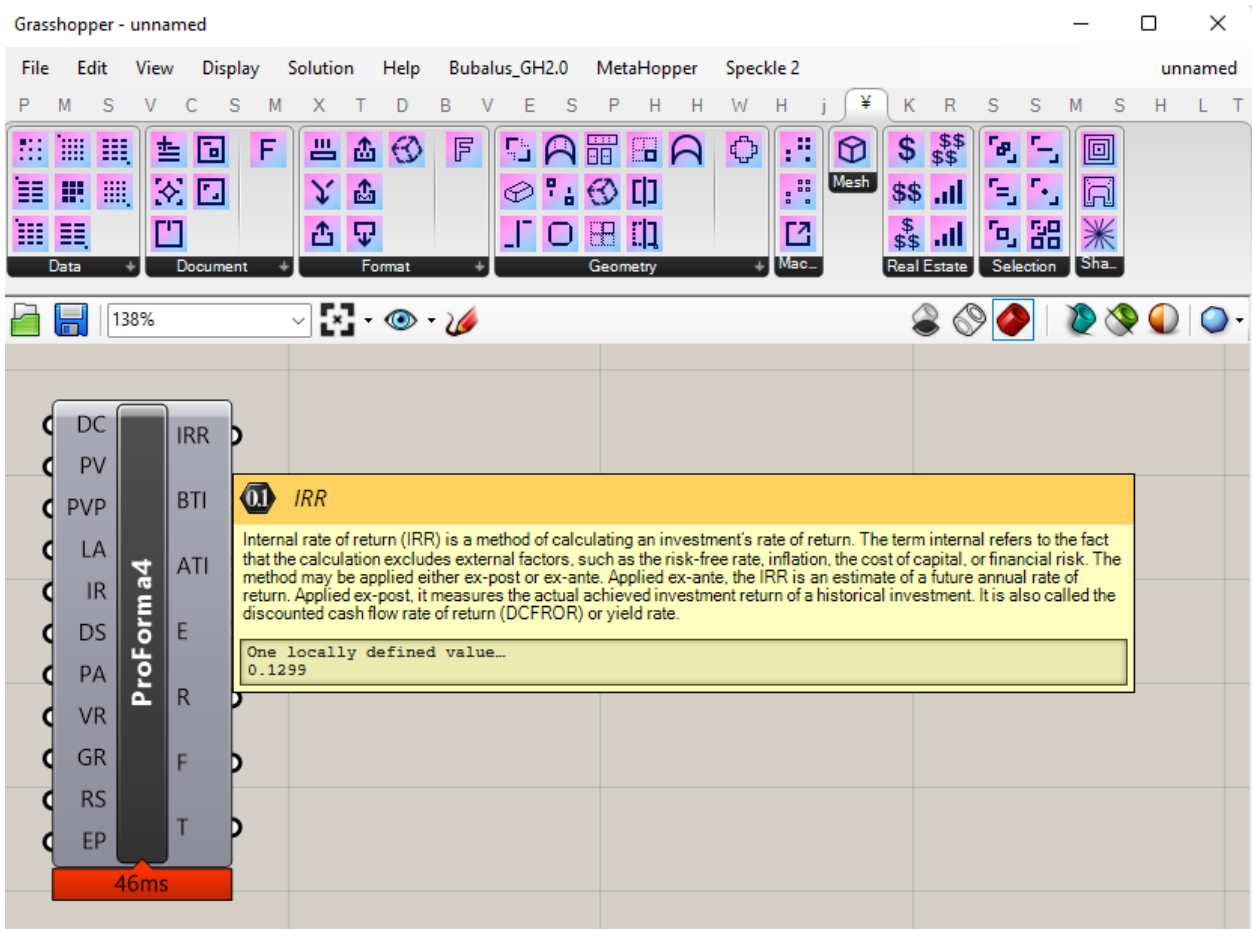 Grasshopper - unnamed
File Edit View Display Solution Help Bubalus_GH2.0 MetaHopper Speckle 2 unnamed
P M S V C S M X T D B V E S P H H W H j ¥ K R S S M S H L T
F F
$ $$ $$
Mesh
$$
$ $$
Data Document Format Geometry Mac... Real Estate Selection Sha...
138%
DC
PV
PVP
LA
IR
DS
PA
VR
GR
RS
EP
ProForma4
IRR
BTI
ATI
E
R
F
T
46ms
0.1 IRR
Internal rate of return (IRR) is a method of calculating an investment's rate of return. The term internal refers to the fact
that the calculation excludes external factors, such as the risk-free rate, inflation, the cost of capital, or financial risk. The
method may be applied either ex-post or ex-ante. Applied ex-ante, the IRR is an estimate of a future annual rate of
return. Applied ex-post, it measures the actual achieved investment return of a historical investment. It is also called the
discounted cash flow rate of return (DCFROR) or yield rate.
One locally defined value…
0.1299